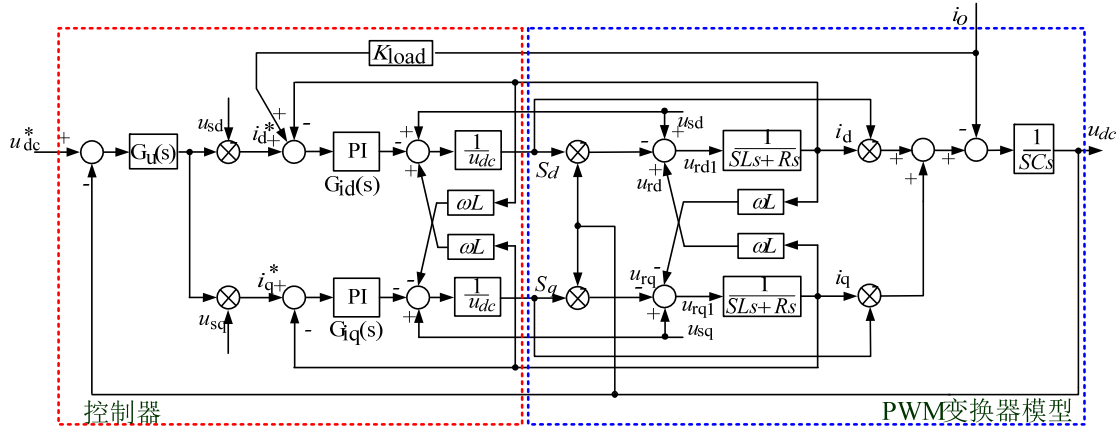 i_o
K_load
u*_dc + - G_u(s) u_sd i_d^* + + - PI G_id(s) - + + 1/u_dc u_sd S_d - + + u_rd u_rd1 1/(SLs+Rs) i_d + + + - 1/(SCs) u_dc
ωL ωL
ωL ωL
u_sq i_q^* + - PI G_iq(s) - - + 1/u_dc S_q u_rq - - + u_rq1 1/(SLs+Rs) i_q
u_sq
控制器
PWM变换器模型